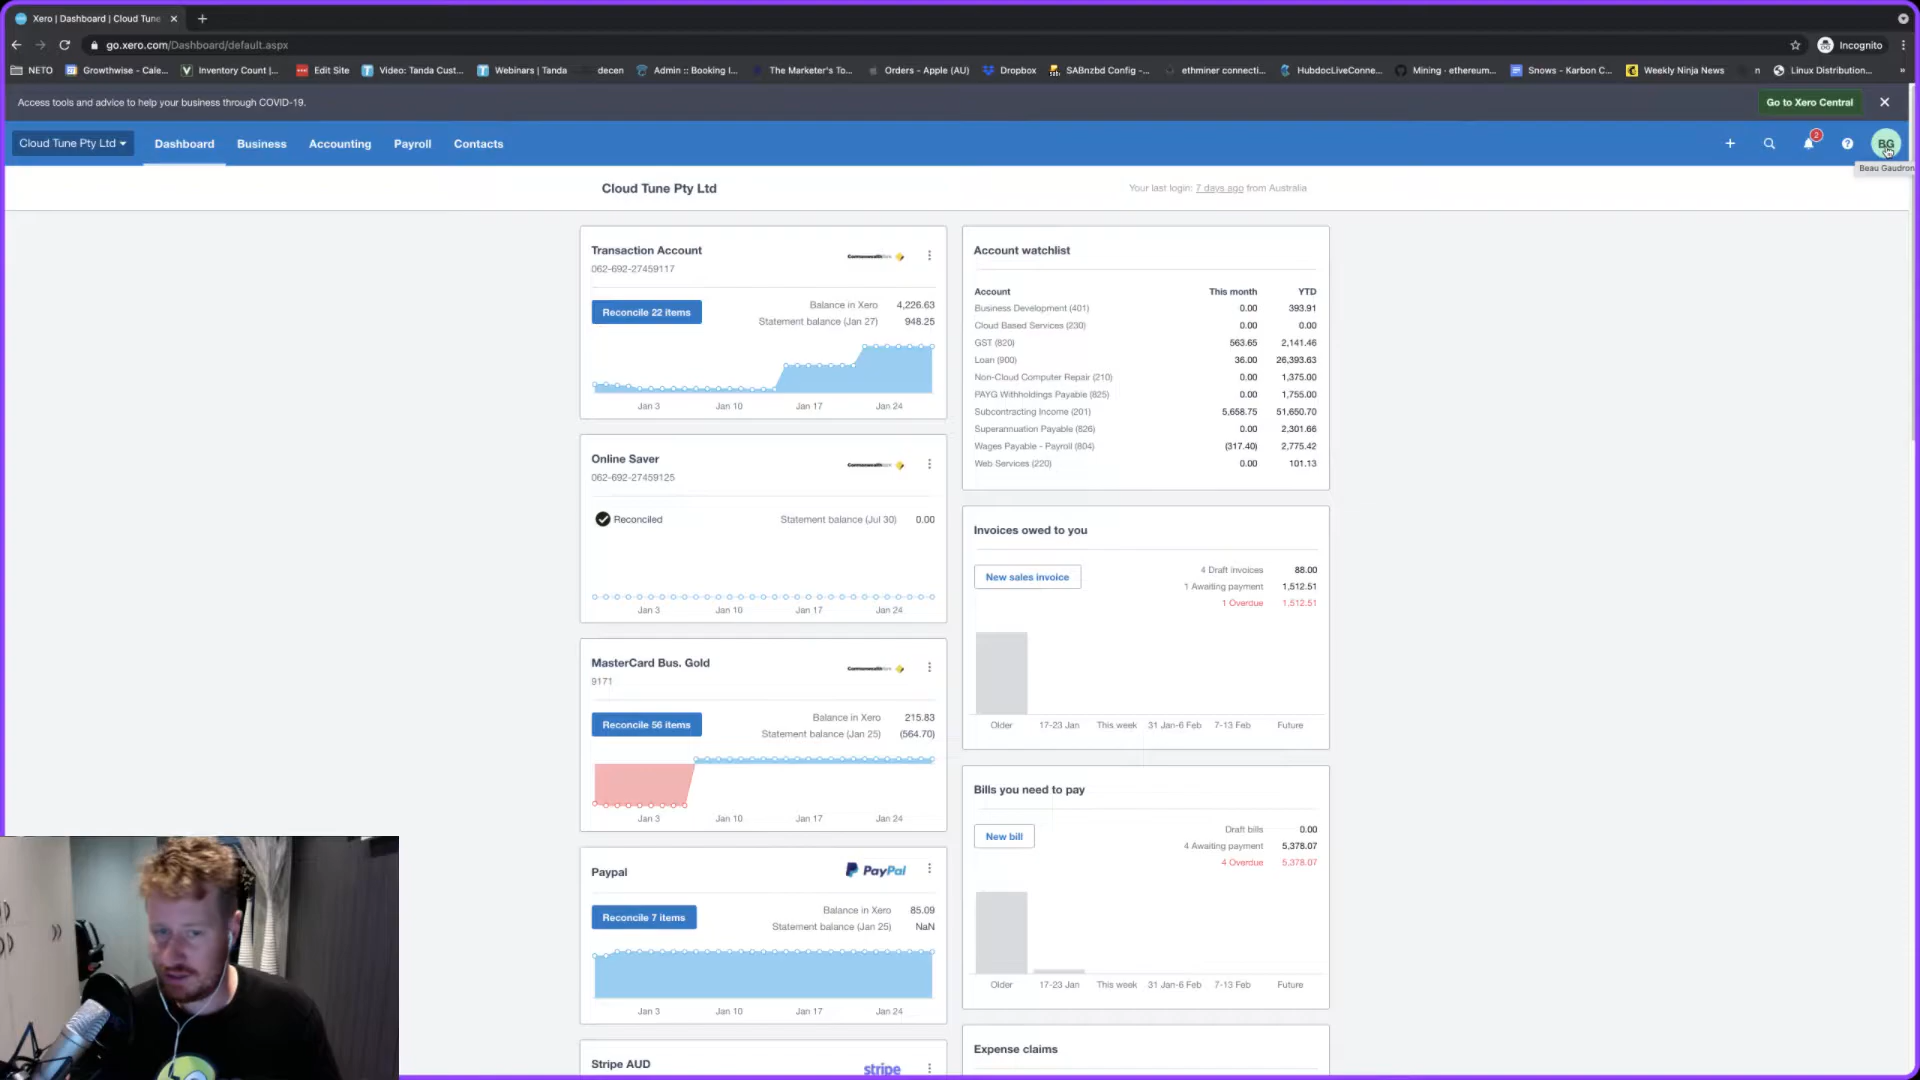 Xero | Dashboard | Cloud Tune
go.xero.com/Dashboard/default.aspx
Incognito
NETO
Growthwise - Cale...
Inventory Count |...
Edit Site
Video: Tanda Cust...
Webinars | Tanda
decen
Admin :: Booking I...
The Marketer's To...
Orders - Apple (AU)
Dropbox
SABnzbd Config -...
ethminer connecti...
HubdocLiveConne...
Mining · ethereum...
Snows - Karbon C...
Weekly Ninja News
n
Linux Distribution...
»
Access tools and advice to help your business through COVID-19.
Go to Xero Central
Cloud Tune Pty Ltd
Dashboard
Business
Accounting
Payroll
Contacts
2
BG
Beau Gaudron
Cloud Tune Pty Ltd
Your last login: 7 days ago from Australia
Transaction Account
062-692-27459117
Reconcile 22 items
Balance in Xero 4,226.63
Statement balance (Jan 27) 948.25
Jan 3 Jan 10 Jan 17 Jan 24
Online Saver
062-692-27459125
Reconciled
Statement balance (Jul 30) 0.00
Jan 3 Jan 10 Jan 17 Jan 24
MasterCard Bus. Gold
9171
Reconcile 56 items
Balance in Xero 215.83
Statement balance (Jan 25) (564.70)
Jan 3 Jan 10 Jan 17 Jan 24
Paypal
PayPal
Reconcile 7 items
Balance in Xero 85.09
Statement balance (Jan 25) NaN
Jan 3 Jan 10 Jan 17 Jan 24
Stripe AUD
stripe
Account watchlist
Account This month YTD
Business Development (401) 0.00 393.91
Cloud Based Services (230) 0.00 0.00
GST (820) 563.65 2,141.46
Loan (900) 36.00 26,393.63
Non-Cloud Computer Repair (210) 0.00 1,375.00
PAYG Withholdings Payable (825) 0.00 1,755.00
Subcontracting Income (201) 5,658.75 51,650.70
Superannuation Payable (826) 0.00 2,301.66
Wages Payable - Payroll (804) (317.40) 2,775.42
Web Services (220) 0.00 101.13
Invoices owed to you
New sales invoice
4 Draft invoices 88.00
1 Awaiting payment 1,512.51
1 Overdue 1,512.51
Older 17-23 Jan This week 31 Jan-6 Feb 7-13 Feb Future
Bills you need to pay
New bill
Draft bills 0.00
4 Awaiting payment 5,378.07
4 Overdue 5,378.07
Older 17-23 Jan This week 31 Jan-6 Feb 7-13 Feb Future
Expense claims